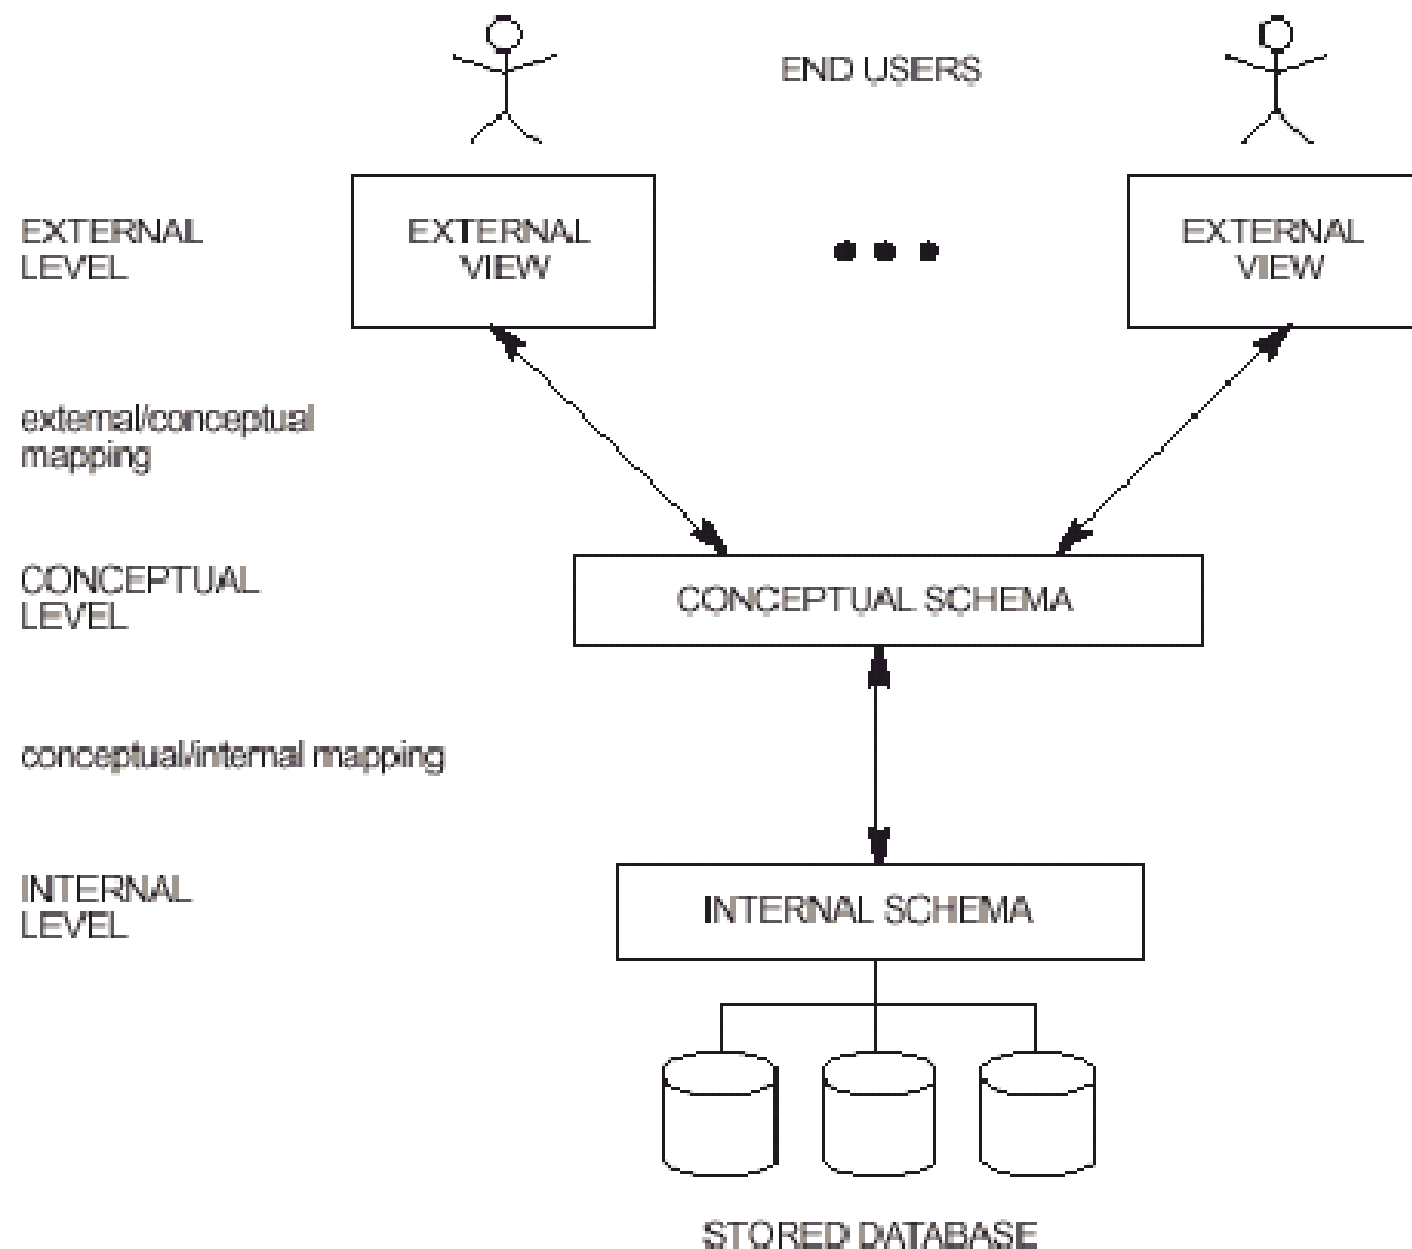 END USERS
EXTERNAL
LEVEL
EXTERNAL
VIEW
EXTERNAL
VIEW
external/conceptual
mapping
CONCEPTUAL
LEVEL
CONCEPTUAL SCHEMA
conceptual/internal mapping
INTERNAL
LEVEL
INTERNAL SCHEMA
STORED DATABASE